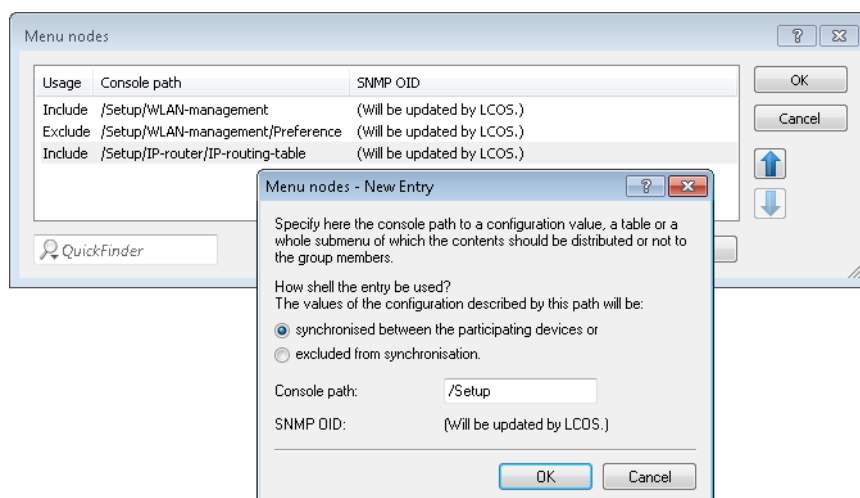 Menu nodes
Usage Console path SNMP OID
Include /Setup/WLAN-management (Will be updated by LCOS.)
Exclude /Setup/WLAN-management/Preference (Will be updated by LCOS.)
Include /Setup/IP-router/IP-routing-table (Will be updated by LCOS.)
OK
Cancel
QuickFinder
Menu nodes - New Entry
Specify here the console path to a configuration value, a table or a
whole submenu of which the contents should be distributed or not to
the group members.
How shell the entry be used?
The values of the configuration described by this path will be:
synchronised between the participating devices or
excluded from synchronisation.
Console path: /Setup
SNMP OID: (Will be updated by LCOS.)
OK Cancel